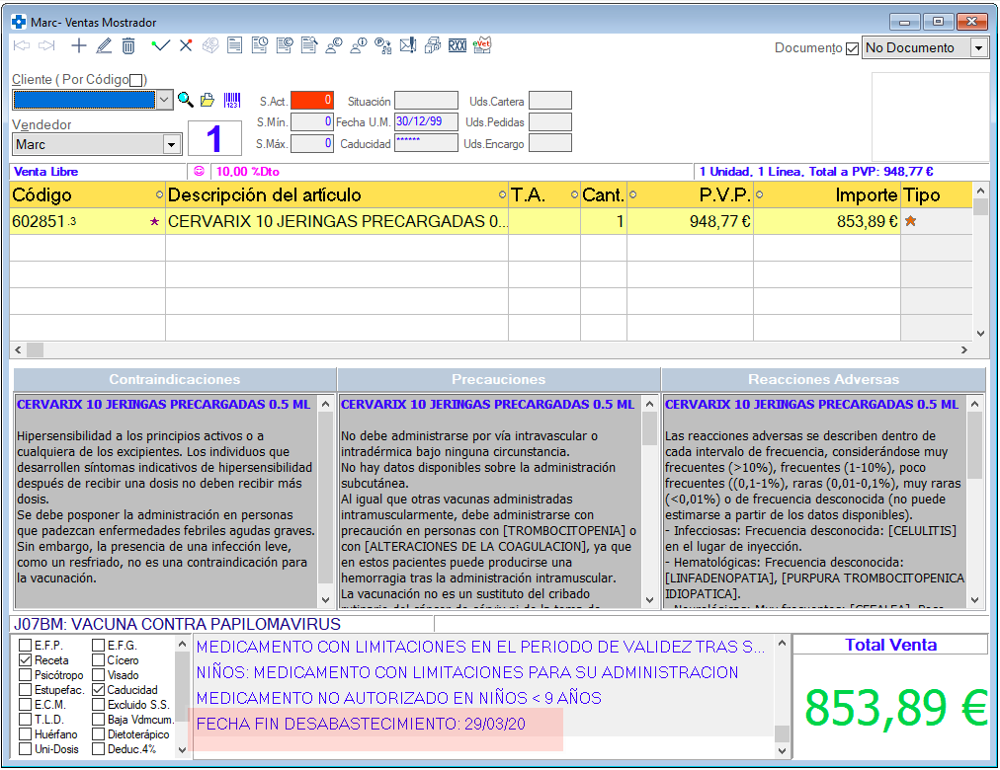 Marc- Ventas Mostrador
Documento No Documento
Cliente ( Por Código )
S.Act. 0 Situación Uds.Cartera
S.Mín. 0 Fecha U.M. 30/12/99 Uds.Pedidas
S.Máx. 0 Caducidad ****** Uds.Encargo
Vendedor
Marc
1
Venta Libre 10,00 %Dto 1 Unidad, 1 Línea, Total a PVP: 948,77 €
Código Descripción del artículo T.A. Cant. P.V.P. Importe Tipo
602851 .3 CERVARIX 10 JERINGAS PRECARGADAS 0... 1 948,77 € 853,89 €
Contraindicaciones
CERVARIX 10 JERINGAS PRECARGADAS 0.5 ML
Hipersensibilidad a los principios activos o a
cualquiera de los excipientes. Los individuos que
desarrollen síntomas indicativos de hipersensibilidad
después de recibir una dosis no deben recibir más
dosis.
Se debe posponer la administración en personas
que padezcan enfermedades febriles agudas graves.
Sin embargo, la presencia de una infección leve,
como un resfriado, no es una contraindicación para
la vacunación.
Precauciones
CERVARIX 10 JERINGAS PRECARGADAS 0.5 ML
No debe administrarse por vía intravascular o
intradérmica bajo ninguna circunstancia.
No hay datos disponibles sobre la administración
subcutánea.
Al igual que otras vacunas administradas
intramuscularmente, debe administrarse con
precaución en personas con [TROMBOCITOPENIA] o
con [ALTERACIONES DE LA COAGULACION], ya que
en estos pacientes puede producirse una
hemorragia tras la administración intramuscular.
La vacunación no es un sustituto del cribado
Reacciones Adversas
CERVARIX 10 JERINGAS PRECARGADAS 0.5 ML
Las reacciones adversas se describen dentro de
cada intervalo de frecuencia, considerándose muy
frecuentes (>10%), frecuentes (1-10%), poco
frecuentes ((0,1-1%), raras (0,01-0,1%), muy raras
(<0,01%) o de frecuencia desconocida (no puede
estimarse a partir de los datos disponibles).
- Infecciosas: Frecuencia desconocida: [CELULITIS]
en el lugar de inyección.
- Hematológicas: Frecuencia desconocida:
[LINFADENOPATIA], [PURPURA TROMBOCITOPENICA
IDIOPATICA].
J07BM: VACUNA CONTRA PAPILOMAVIRUS
E.F.P. E.F.G.
Receta Cícero
Psicótropo Visado
Estupefac. Caducidad
E.C.M. Excluido S.S.
T.L.D. Baja Vdmcum.
Huérfano Dietoterápico
Uni-Dosis Deduc.4%
MEDICAMENTO CON LIMITACIONES EN EL PERIODO DE VALIDEZ TRAS S...
NIÑOS: MEDICAMENTO CON LIMITACIONES PARA SU ADMINISTRACION
MEDICAMENTO NO AUTORIZADO EN NIÑOS < 9 AÑOS
FECHA FIN DESABASTECIMIENTO: 29/03/20
Total Venta
853,89 €